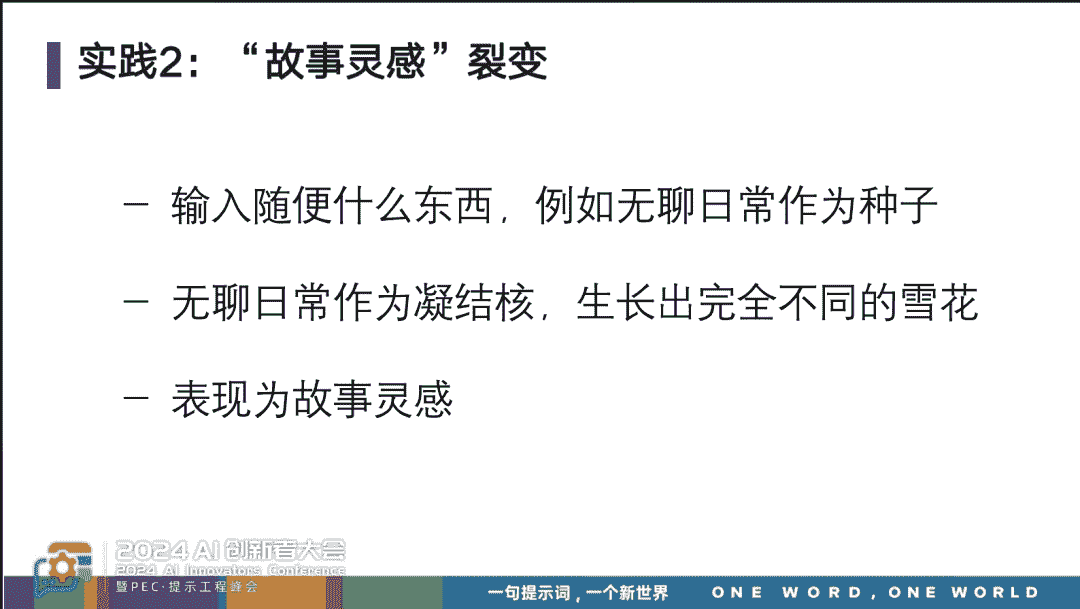 实践2：“故事灵感”裂变
– 输入随便什么东西，例如无聊日常作为种子
– 无聊日常作为凝结核，生长出完全不同的雪花
– 表现为故事灵感
2024 AI 创新者大会
2024 AI Innovators Conference
暨PEC·提示工程峰会
一句提示词，一个新世界 ONE WORD, ONE WORLD